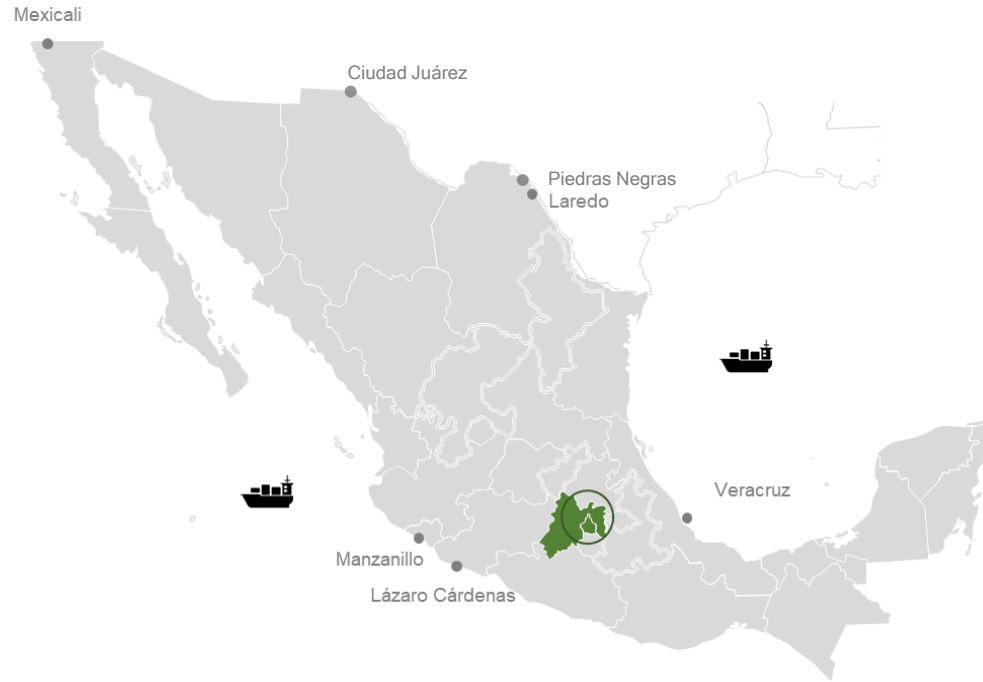 Mexicali
Ciudad Juárez
Piedras Negras
Laredo
Veracruz
Manzanillo
Lázaro Cárdenas